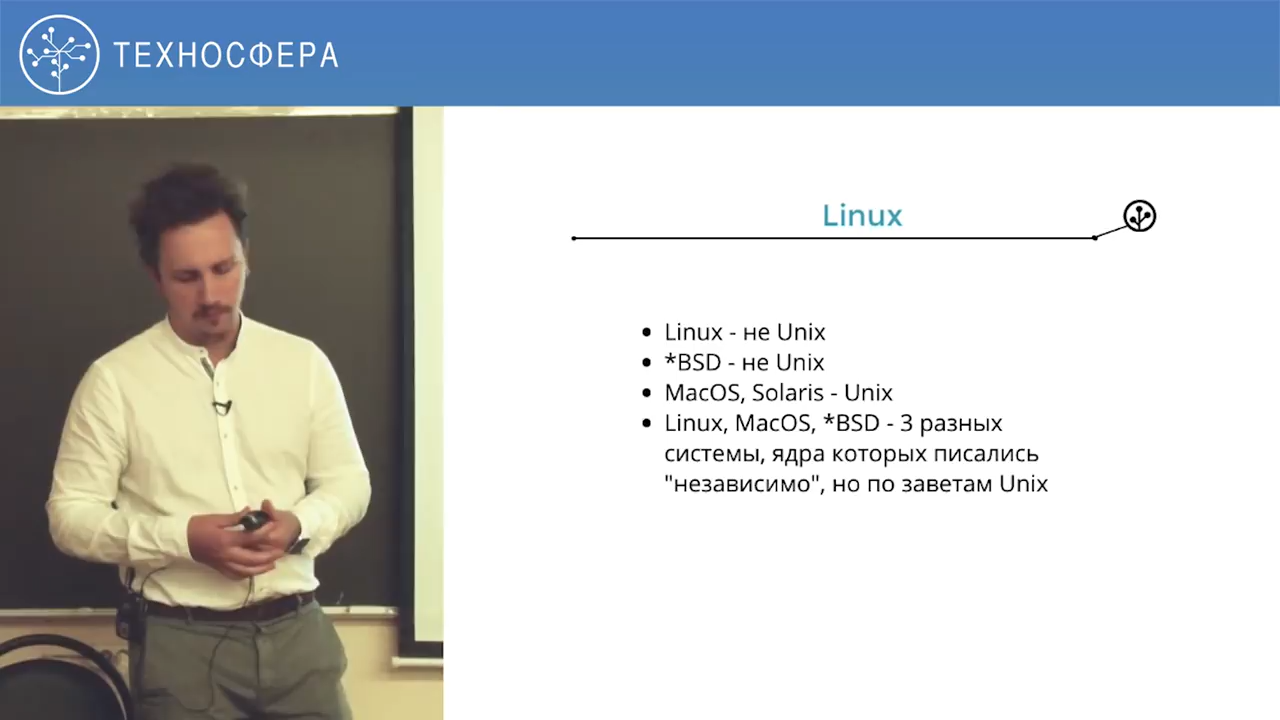 ТЕХНОСФЕРА
Linux
• Linux - не Unix
• *BSD - не Unix
• MacOS, Solaris - Unix
• Linux, MacOS, *BSD - 3 разных
системы, ядра которых писались
"независимо", но по заветам Unix